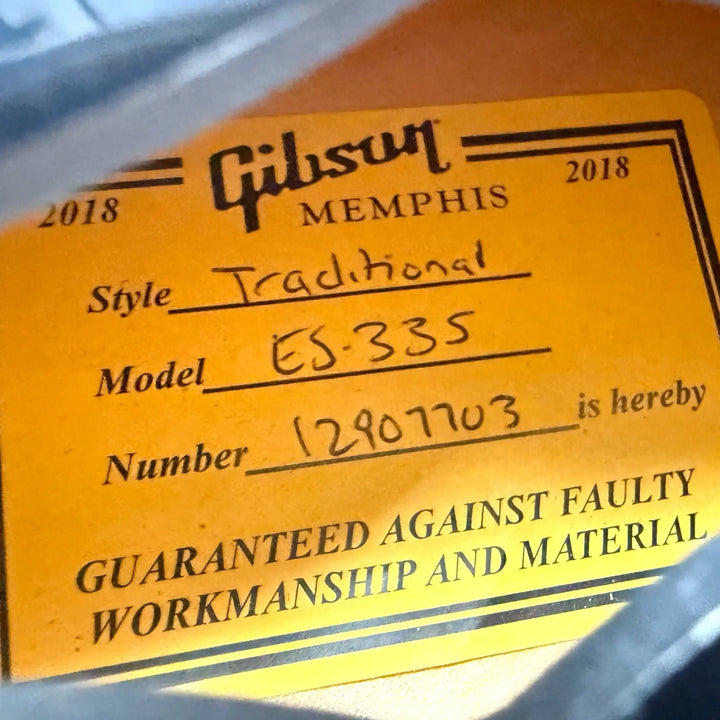 Gibson
2018 MEMPHIS 2018
Style Traditional
Model ES-335
Number 12907703 is hereby
GUARANTEED AGAINST FAULTY
WORKMANSHIP AND MATERIAL